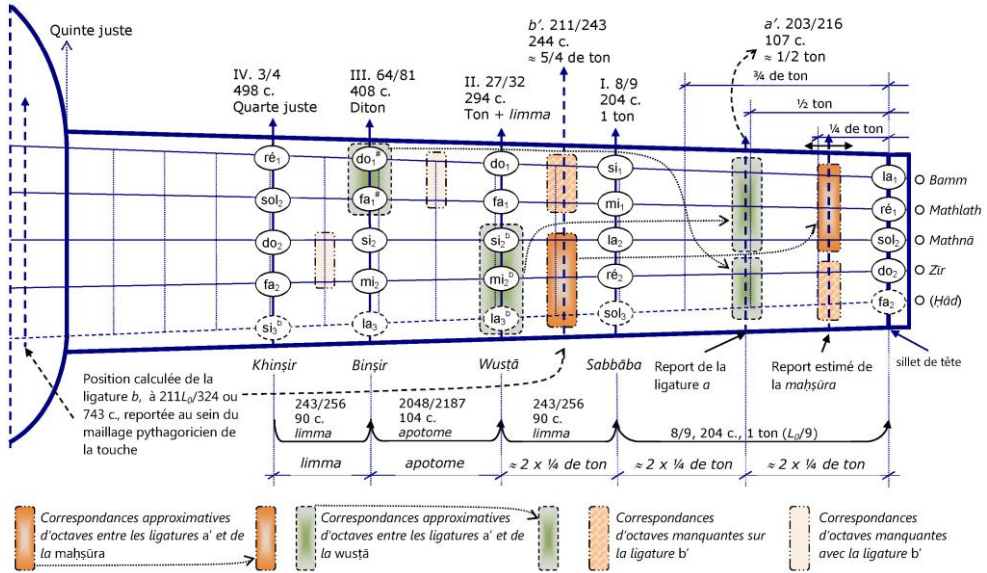 Quinte juste
IV. 3/4
498 c.
Quarte juste
III. 64/81
408 c.
Diton
II. 27/32
294 c.
Ton + limma
b'. 211/243
244 c.
≈ 5/4 de ton
I. 8/9
204 c.
1 ton
a'. 203/216
107 c.
≈ 1/2 ton
¾ de ton
½ ton
¼ de ton
ré₁ do₁# do₁ si₁ la₁ Bamm
sol₂ fa₁# fa₁ mi₁ ré₁ Mathlath
do₂ si₂ si₂b la₂ sol₂ Mathnā
fa₂ mi₂ mi₂b ré₂ do₂ Zīr
si₃b la₃ la₃b sol₃ fa₂ (Ḥād)
Khinṣir
Binṣir
Wusṭā
Sabbāba
Report de la
ligature a
Report estimé de
la maḥṣūra
sillet de tête
Position calculée de la
ligature b, à 211L₀/324 ou
743 c., reportée au sein du
maillage pythagoricien de
la touche
243/256
90 c.
limma
2048/2187
104 c.
apotome
243/256
90 c.
limma
8/9, 204 c., 1 ton (L₀/9)
limma
apotome
≈ 2 x ¼ de ton
≈ 2 x ¼ de ton
≈ 2 x ¼ de ton
Correspondances approximatives
d'octaves entre les ligatures a' et de
la maḥṣūra
Correspondances approximatives
d'octaves entre les ligatures a' et de
la wusṭā
Correspondances
d'octaves manquantes sur
la ligature b'
Correspondances
d'octaves manquantes
avec la ligature b'